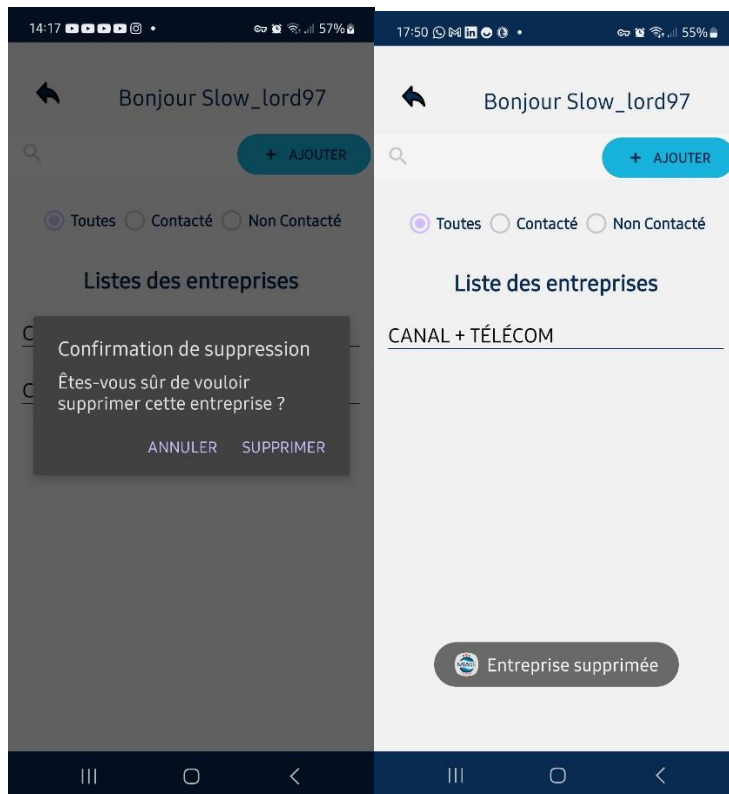 14:17
57%
Bonjour Slow_lord97
+ AJOUTER
Toutes Contacté Non Contacté
Listes des entreprises
C
Confirmation de suppression
Êtes-vous sûr de vouloir
supprimer cette entreprise ?
C
ANNULER SUPPRIMER
17:50
55%
Bonjour Slow_lord97
+ AJOUTER
Toutes Contacté Non Contacté
Liste des entreprises
CANAL + TÉLÉCOM
Entreprise supprimée